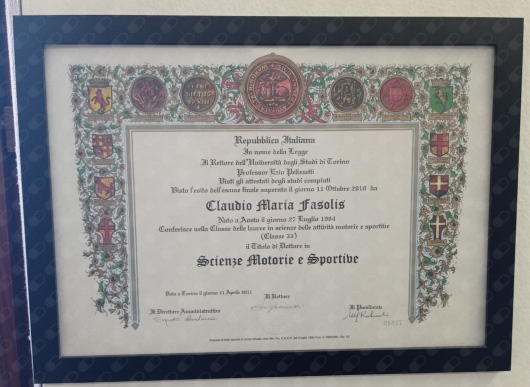 Repubblica Italiana
In nome della Legge
Il Rettore dell'Università degli Studi di Torino
Professor Ezio Pelizzetti
Visti gli attestati degli studi compiuti
Visto l'esito dell'esame finale superato il giorno 11 Ottobre 2010 da
Claudio Maria Fasolis
Nato a Aosta il giorno 27 Luglio 1984
Conferisce nella Classe delle lauree in scienze delle attività motorie e sportive
(Classe 33)
il Titolo di Dottore in
Scienze Motorie e Sportive
Dato a Torino il giorno 11 Aprile 2011
Il Direttore Amministrativo
Il Rettore
Il Presidente